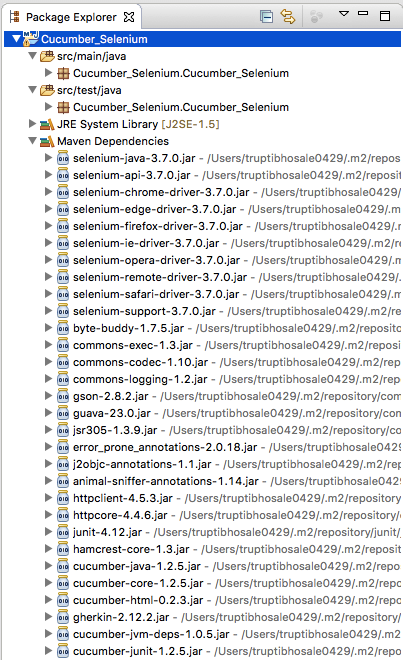 Package Explorer
Cucumber_Selenium
src/main/java
Cucumber_Selenium.Cucumber_Selenium
src/test/java
Cucumber_Selenium.Cucumber_Selenium
JRE System Library [J2SE-1.5]
Maven Dependencies
selenium-java-3.7.0.jar - /Users/truptibhosale0429/.m2/repos
selenium-api-3.7.0.jar - /Users/truptibhosale0429/.m2/reposi
selenium-chrome-driver-3.7.0.jar - /Users/truptibhosale0429/
selenium-edge-driver-3.7.0.jar - /Users/truptibhosale0429/.m
selenium-firefox-driver-3.7.0.jar - /Users/truptibhosale0429/.
selenium-ie-driver-3.7.0.jar - /Users/truptibhosale0429/.m2/r
selenium-opera-driver-3.7.0.jar - /Users/truptibhosale0429/.r
selenium-remote-driver-3.7.0.jar - /Users/truptibhosale0429/
selenium-safari-driver-3.7.0.jar - /Users/truptibhosale0429/.n
selenium-support-3.7.0.jar - /Users/truptibhosale0429/.m2/re
byte-buddy-1.7.5.jar - /Users/truptibhosale0429/.m2/reposito
commons-exec-1.3.jar - /Users/truptibhosale0429/.m2/reposi
commons-codec-1.10.jar - /Users/truptibhosale0429/.m2/repo
commons-logging-1.2.jar - /Users/truptibhosale0429/.m2/repo
gson-2.8.2.jar - /Users/truptibhosale0429/.m2/repository/com
guava-23.0.jar - /Users/truptibhosale0429/.m2/repository/com
jsr305-1.3.9.jar - /Users/truptibhosale0429/.m2/repository/co
error_prone_annotations-2.0.18.jar - /Users/truptibhosale042
j2objc-annotations-1.1.jar - /Users/truptibhosale0429/.m2/re
animal-sniffer-annotations-1.14.jar - /Users/truptibhosale042
httpclient-4.5.3.jar - /Users/truptibhosale0429/.m2/repository
httpcore-4.4.6.jar - /Users/truptibhosale0429/.m2/repository/
junit-4.12.jar - /Users/truptibhosale0429/.m2/repository/junit/
hamcrest-core-1.3.jar - /Users/truptibhosale0429/.m2/reposit
cucumber-java-1.2.5.jar - /Users/truptibhosale0429/.m2/repo
cucumber-core-1.2.5.jar - /Users/truptibhosale0429/.m2/repo
cucumber-html-0.2.3.jar - /Users/truptibhosale0429/.m2/repo
gherkin-2.12.2.jar - /Users/truptibhosale0429/.m2/repository/
cucumber-jvm-deps-1.0.5.jar - /Users/truptibhosale0429/.m2
cucumber-junit-1.2.5.jar - /Users/truptibhosale0429/.m2/repo